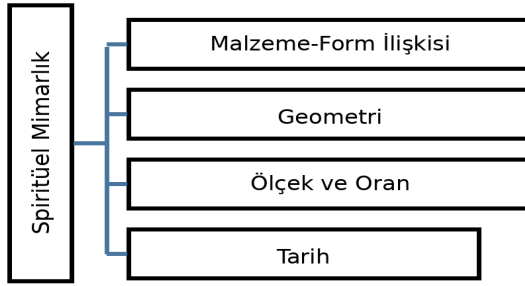 Spiritüel Mimarlık
Malzeme-Form İlişkisi
Geometri
Ölçek ve Oran
Tarih